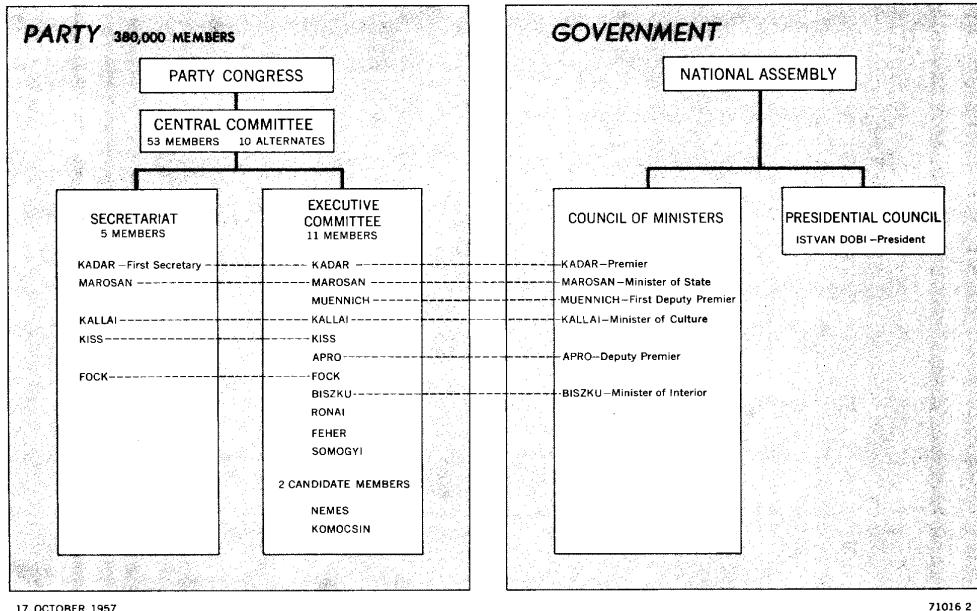 PARTY 380,000 MEMBERS
PARTY CONGRESS
CENTRAL COMMITTEE
53 MEMBERS 10 ALTERNATES
SECRETARIAT
5 MEMBERS
KADAR—First Secretary
MAROSAN
KALLAI
KISS
FOCK
EXECUTIVE
COMMITTEE
11 MEMBERS
KADAR
MAROSAN
MUENNICH
KALLAI
KISS
APRO
FOCK
BISZKU
RONAI
FEHER
SOMOGYI
2 CANDIDATE MEMBERS
NEMES
KOMOCSIN
GOVERNMENT
NATIONAL ASSEMBLY
COUNCIL OF MINISTERS
KADAR—Premier
MAROSAN—Minister of State
MUENNICH—First Deputy Premier
KALLAI—Minister of Culture
APRO—Deputy Premier
BISZKU—Minister of Interior
PRESIDENTIAL COUNCIL
ISTVAN DOBI—President
17 OCTOBER 1957
71016 2